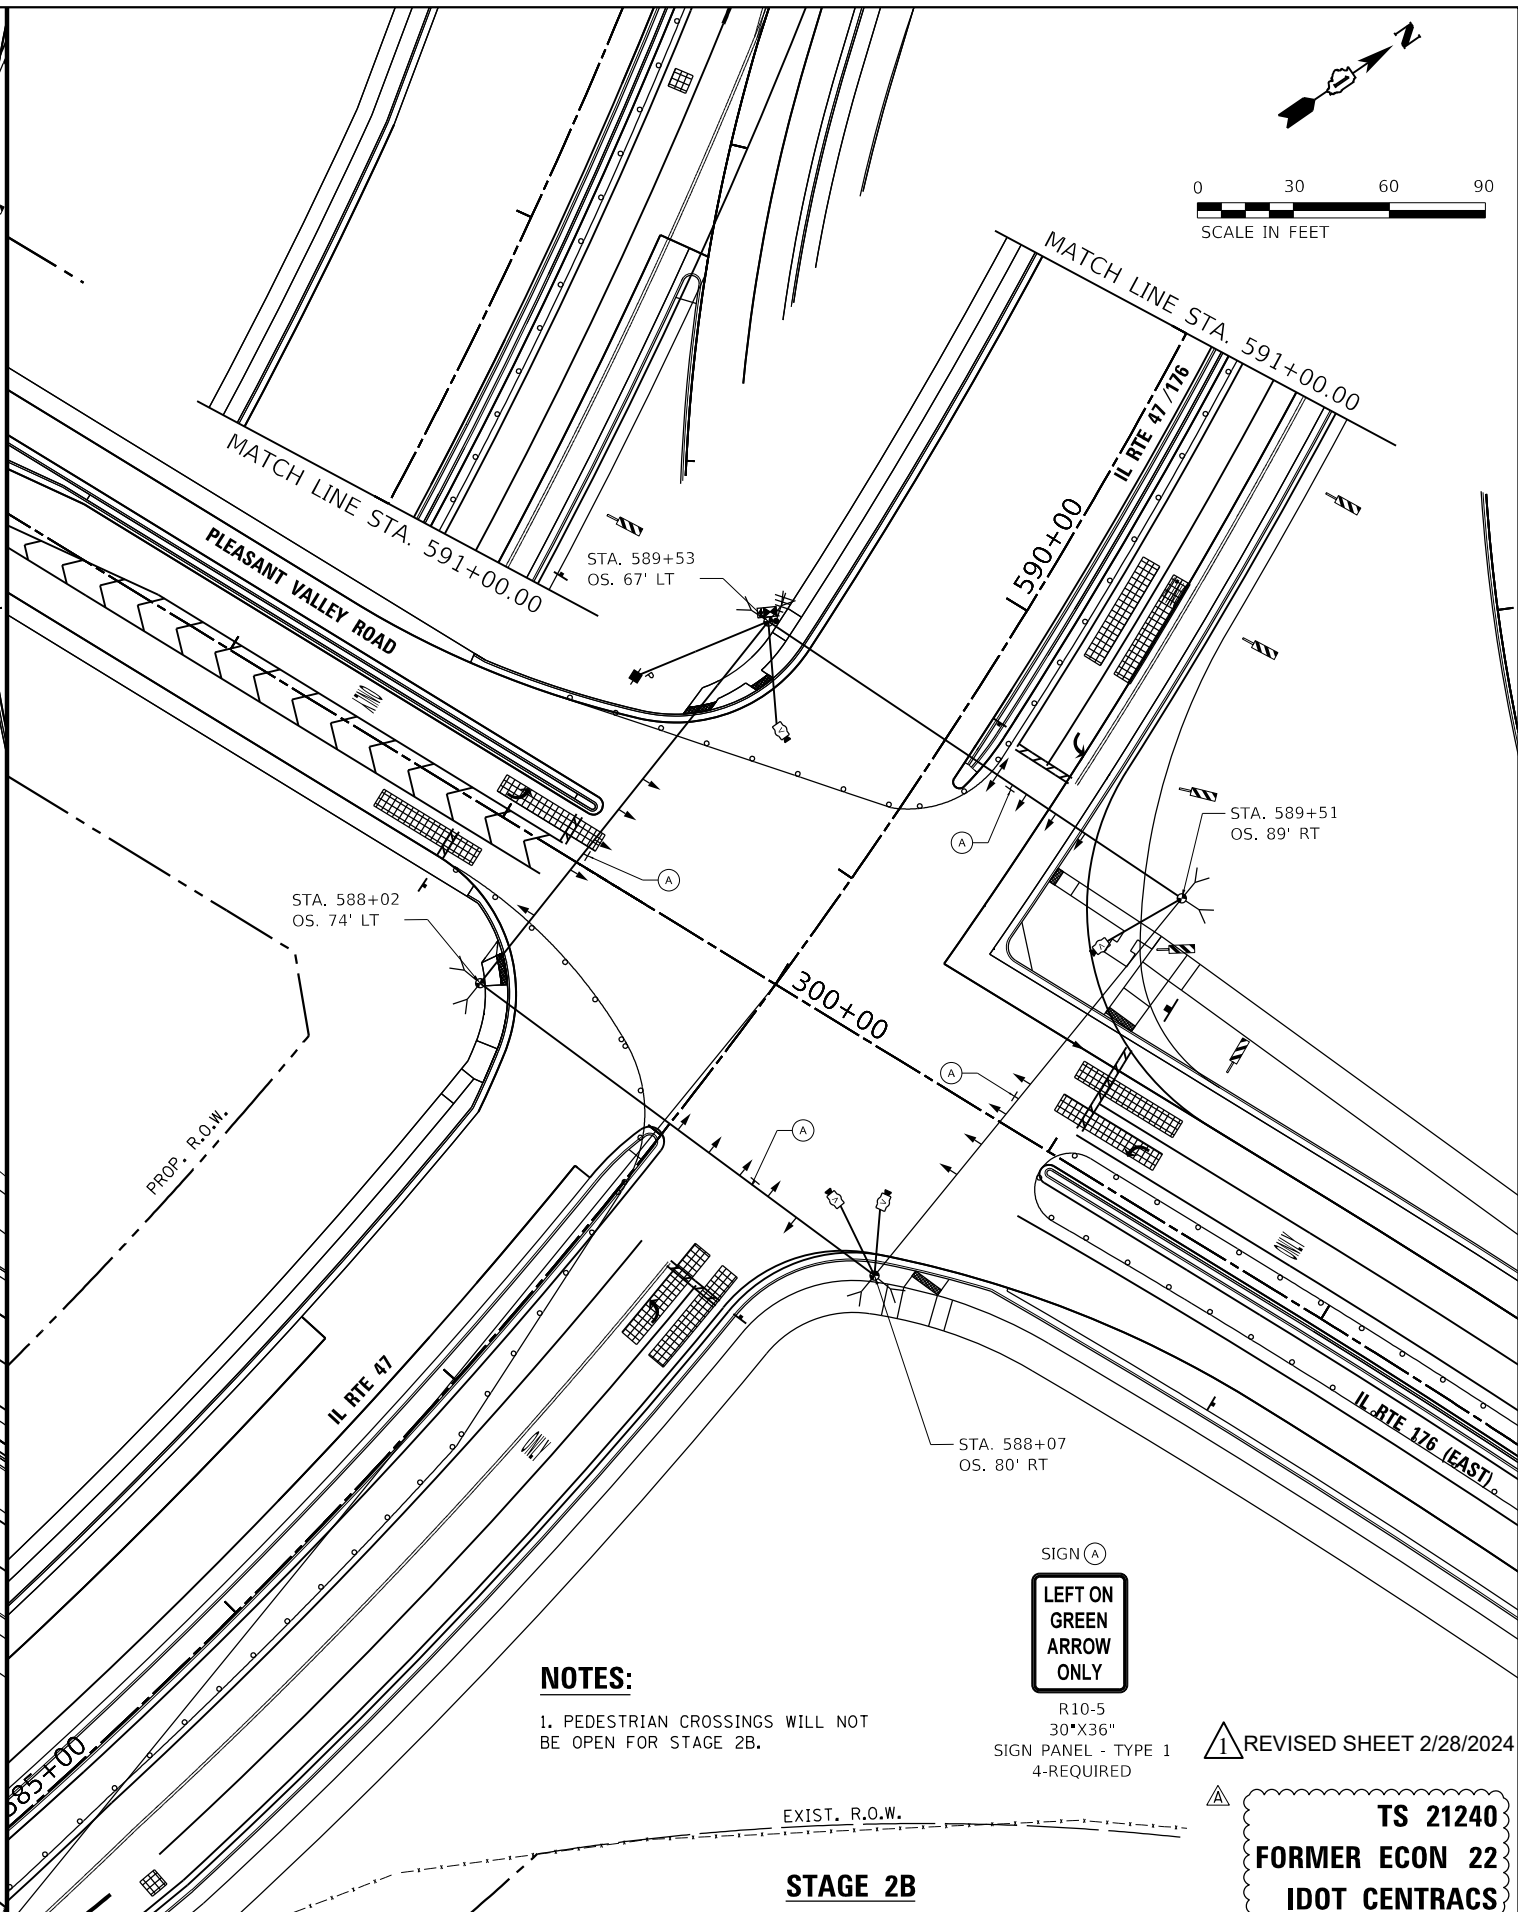 N
0 30 60 90
SCALE IN FEET
MATCH LINE STA. 591+00.00
IL RTE 47 /176
590+00
MATCH LINE STA. 591+00.00
PLEASANT VALLEY ROAD
STA. 589+53
OS. 67' LT
STA. 589+51
OS. 89' RT
A
A
STA. 588+02
OS. 74' LT
300+00
A
A
PROP. R.O.W.
ONLY
IL RTE 47
STA. 588+07
OS. 80' RT
IL RTE 176 (EAST)
SIGN A
LEFT ON
GREEN
ARROW
ONLY
R10-5
30"X36"
SIGN PANEL - TYPE 1
4-REQUIRED
NOTES:
1. PEDESTRIAN CROSSINGS WILL NOT
BE OPEN FOR STAGE 2B.
1 REVISED SHEET 2/28/2024
A
TS 21240
FORMER ECON 22
IDOT CENTRACS
585+00
EXIST. R.O.W.
STAGE 2B